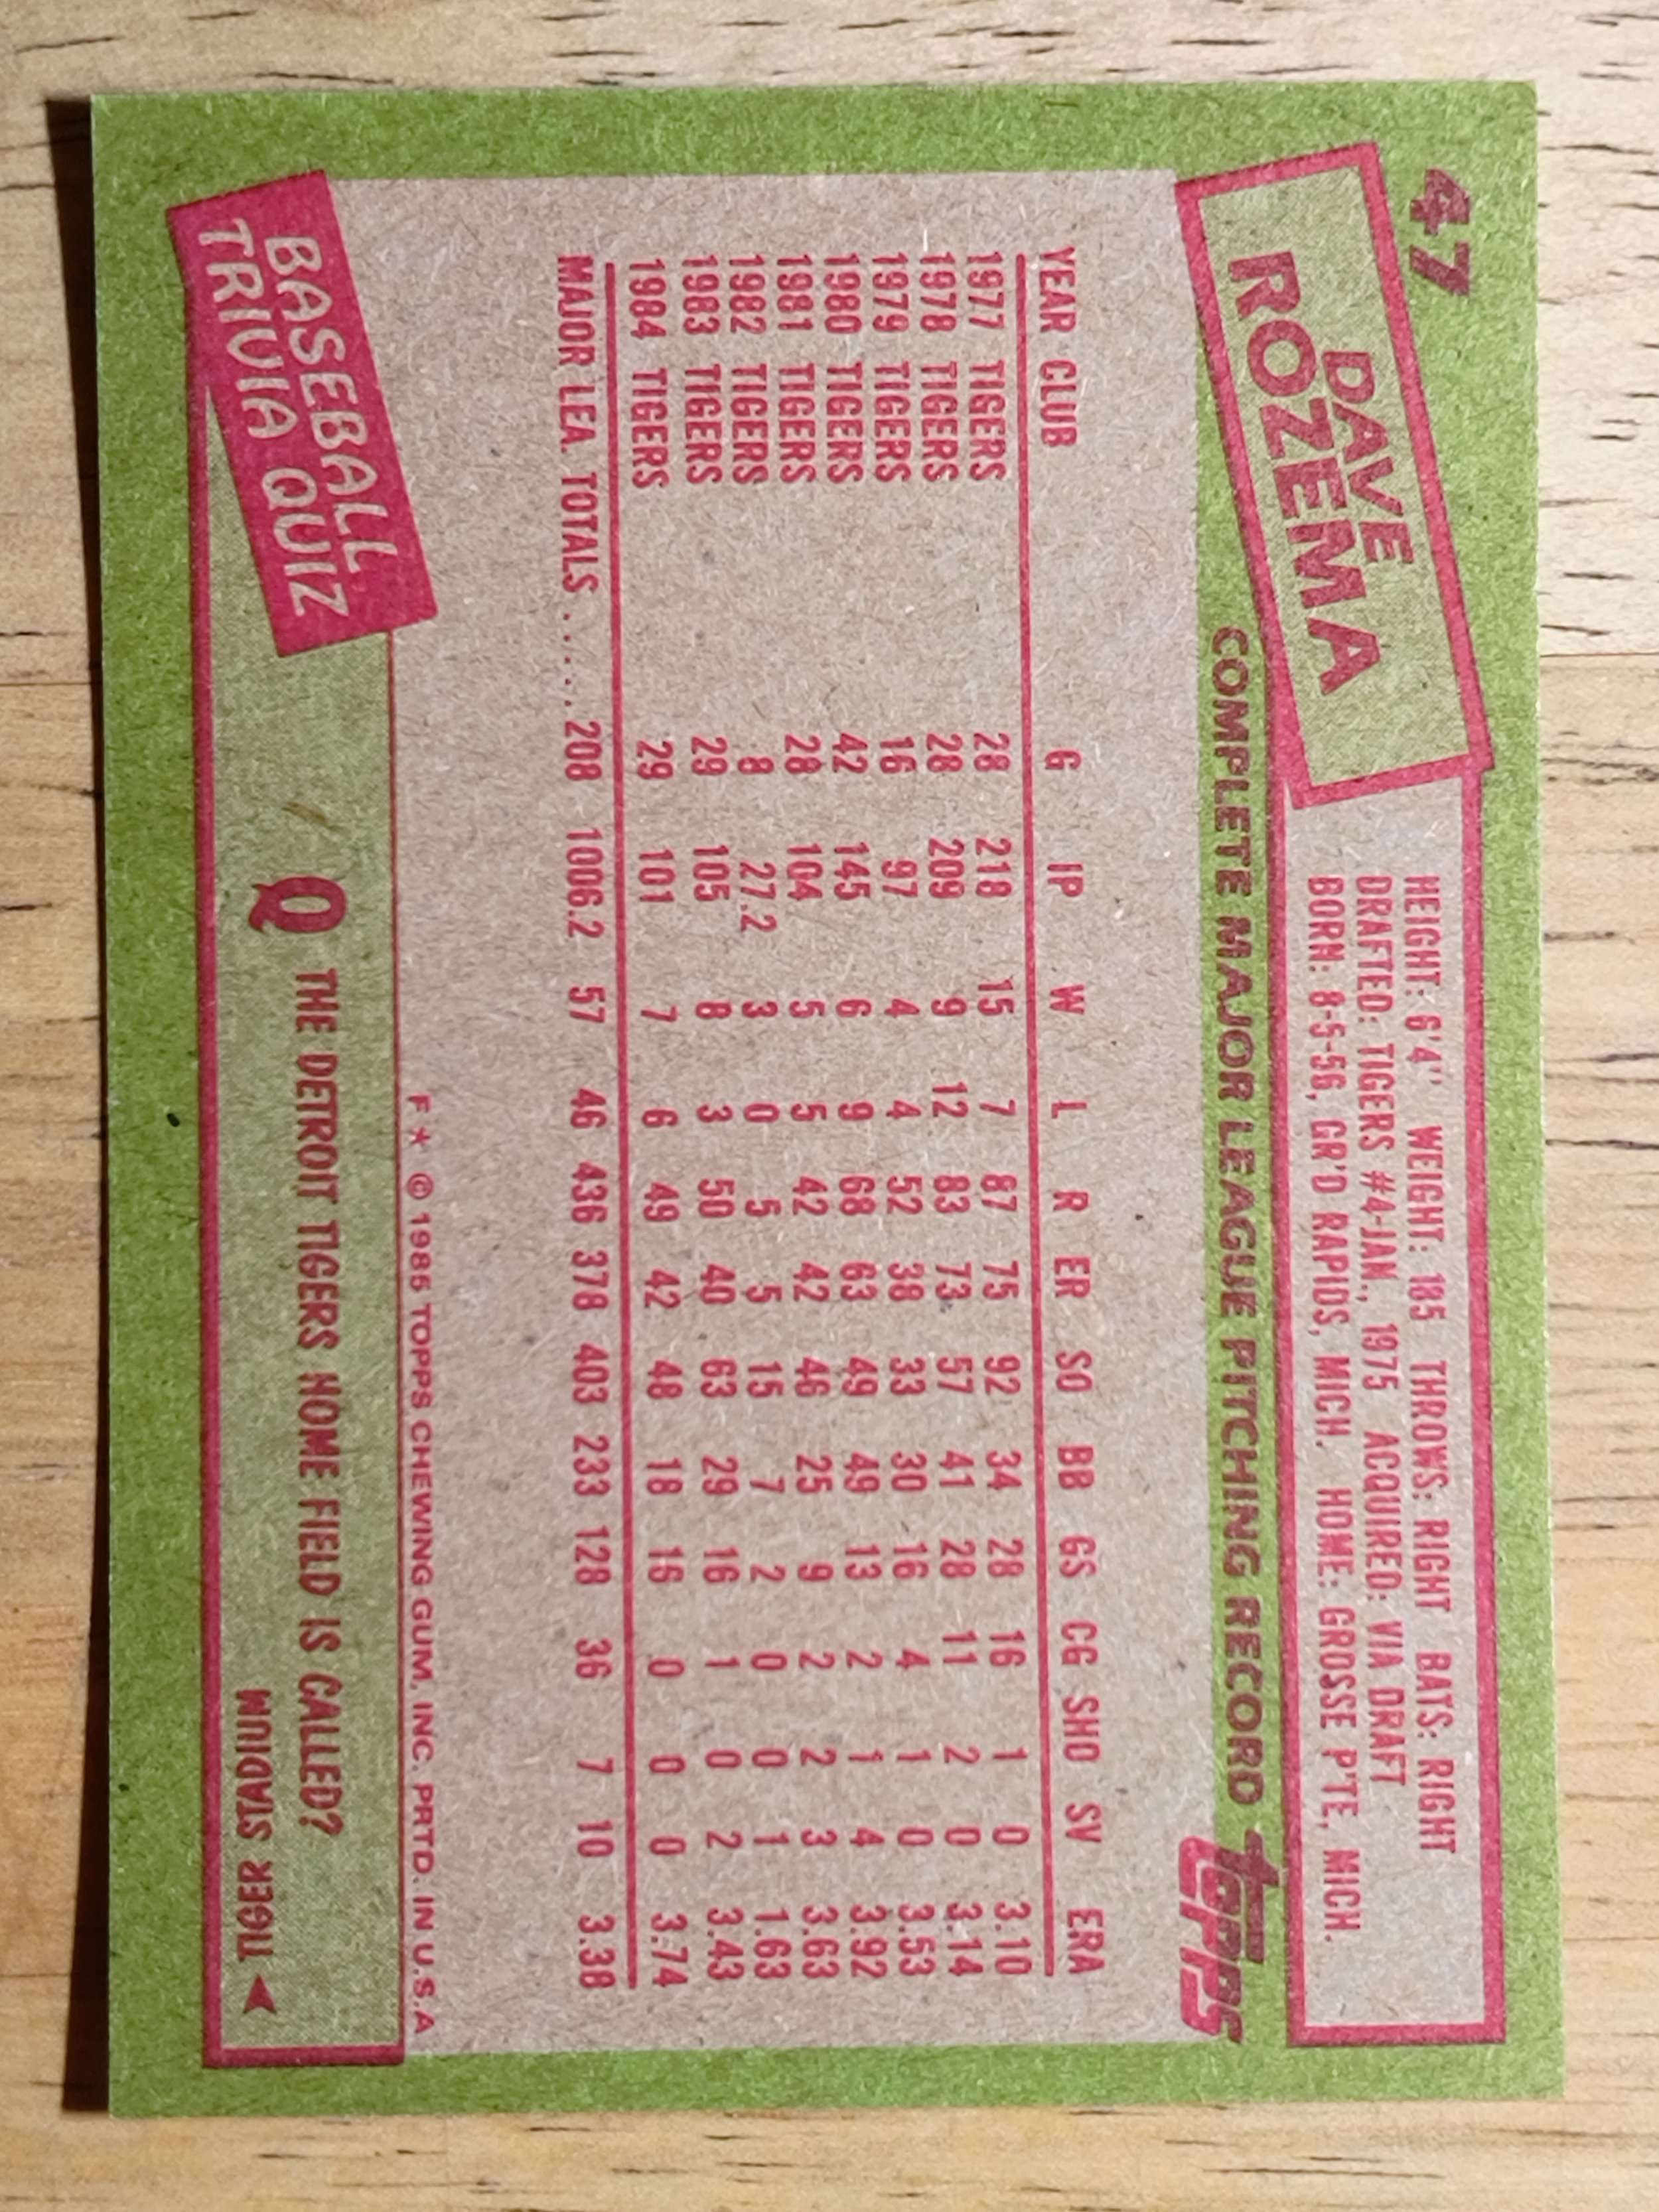 47
DAVE
ROZEMA
HEIGHT: 6'4" WEIGHT: 185 THROWS: RIGHT BATS: RIGHT
DRAFTED: TIGERS #4-JAN., 1975 ACQUIRED: VIA DRAFT
BORN: 8-5-56, GR'D RAPIDS, MICH. HOME: GROSSE PTE., MICH.
COMPLETE MAJOR LEAGUE PITCHING RECORD
topps
YEAR CLUB G IP W L R ER SO BB GS CG SHO SV ERA
1977 TIGERS 28 218 15 7 87 75 92 34 28 16 1 0 3.10
1978 TIGERS 28 209 9 12 83 73 57 41 28 11 2 0 3.14
1979 TIGERS 16 97 4 4 52 38 33 30 16 4 1 0 3.53
1980 TIGERS 42 145 6 9 68 63 49 49 13 2 1 4 3.92
1981 TIGERS 28 104 5 5 42 42 46 25 9 2 2 3 3.63
1982 TIGERS 8 27.2 3 0 5 5 15 7 2 0 0 1 1.63
1983 TIGERS 29 105 8 3 50 40 63 29 16 1 0 2 3.43
1984 TIGERS 29 101 7 6 49 42 48 18 16 0 0 0 3.74
MAJOR LEA. TOTALS ...... 208 1006.2 57 46 436 378 403 233 128 36 7 10 3.38
F* © 1985 TOPPS CHEWING GUM, INC. PRTD. IN U.S.A
BASEBALL
TRIVIA QUIZ
Q THE DETROIT TIGERS HOME FIELD IS CALLED?
TIGER STADIUM